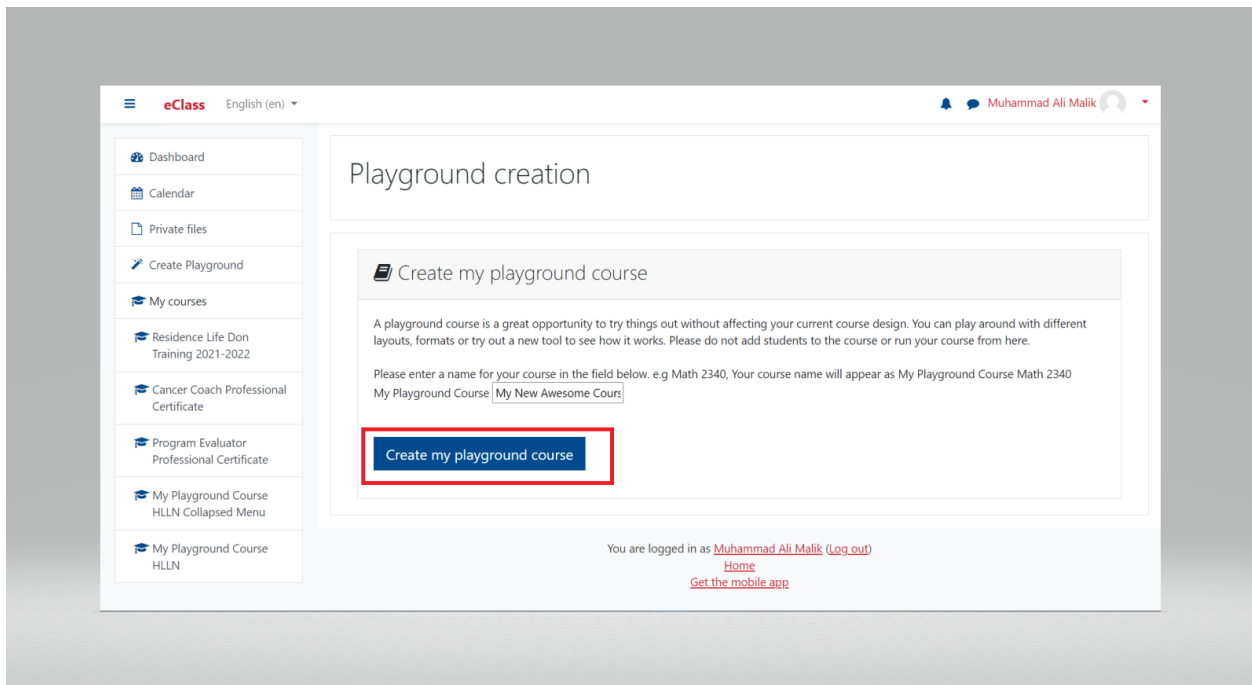 eClass English (en)
Muhammad Ali Malik
Dashboard
Calendar
Private files
Create Playground
My courses
Residence Life Don
Training 2021-2022
Cancer Coach Professional
Certificate
Program Evaluator
Professional Certificate
My Playground Course
HLLN Collapsed Menu
My Playground Course
HLLN
Playground creation
Create my playground course
A playground course is a great opportunity to try things out without affecting your current course design. You can play around with different
layouts, formats or try out a new tool to see how it works. Please do not add students to the course or run your course from here.
Please enter a name for your course in the field below. e.g Math 2340, Your course name will appear as My Playground Course Math 2340
My Playground Course My New Awesome Cours
Create my playground course
You are logged in as Muhammad Ali Malik (Log out)
Home
Get the mobile app